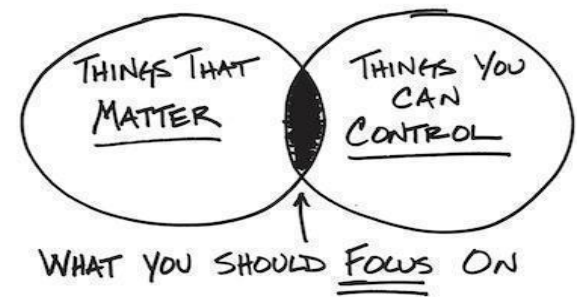 THINGS THAT
MATTER
THINGS YOU
CAN
CONTROL
WHAT YOU SHOULD FOCUS ON